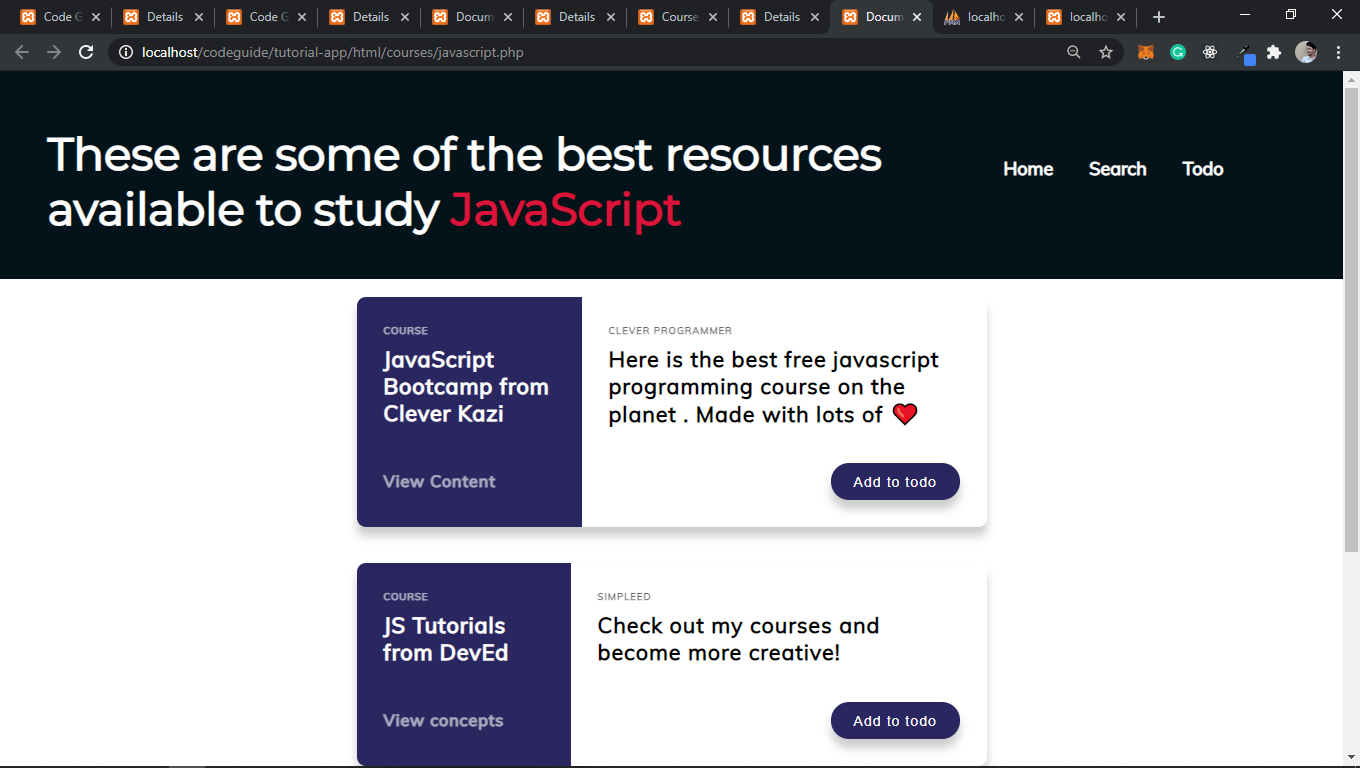 Code G Details Code G Details Docum Details Course Details Docum localho localho
localhost/codeguide/tutorial-app/html/courses/javascript.php
These are some of the best resources
available to study JavaScript
Home Search Todo
COURSE
JavaScript
Bootcamp from
Clever Kazi
View Content
CLEVER PROGRAMMER
Here is the best free javascript
programming course on the
planet . Made with lots of ❤️
Add to todo
COURSE
JS Tutorials
from DevEd
View concepts
SIMPLEED
Check out my courses and
become more creative!
Add to todo